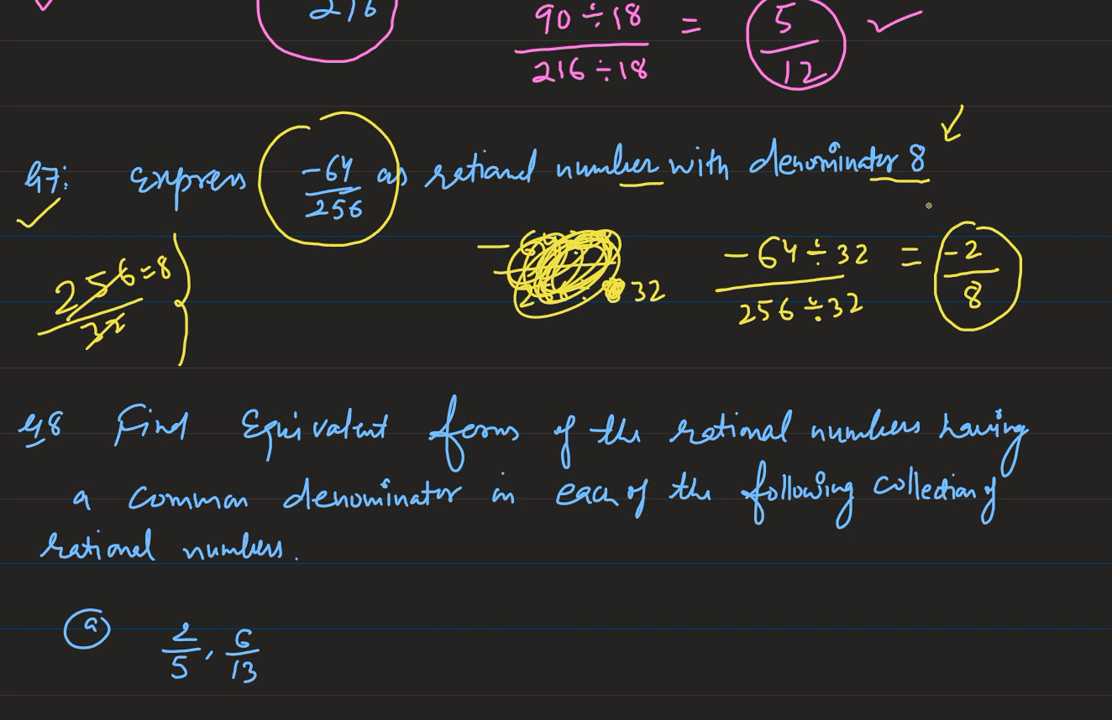 216
90 ÷ 18 / 216 ÷ 18 = 5/12
Q7: Express -64/256 as rational number with denominator 8
256/32 = 8
32
-64 ÷ 32 / 256 ÷ 32 = -2/8
Q8 Find Equivalent forms of the rational numbers having
a common denominator in each of the following collection of
rational numbers.
(a) 2/5, 6/13